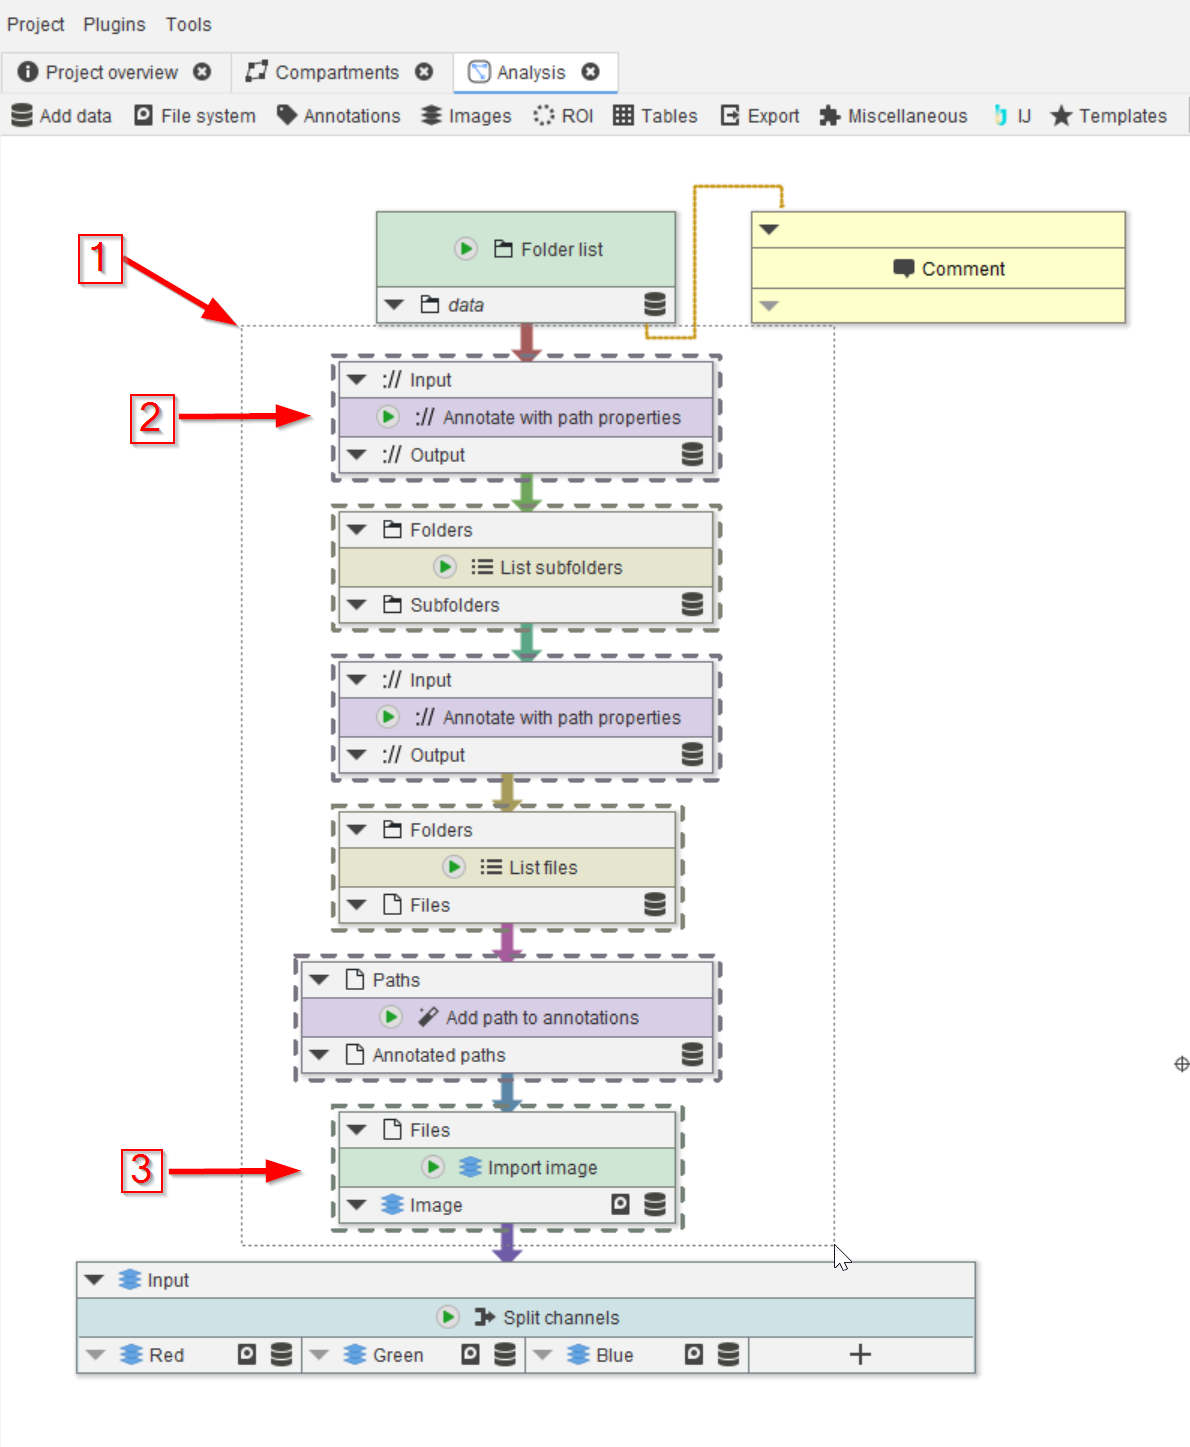 Project Plugins Tools
Project overview Compartments Analysis
Add data File system Annotations Images ROI Tables Export Miscellaneous IJ Templates
1
Folder list
data
Comment
Input
2
:// Annotate with path properties
:// Output
Folders
List subfolders
Subfolders
:// Input
:// Annotate with path properties
:// Output
Folders
List files
Files
Paths
Add path to annotations
Annotated paths
Files
3
Import image
Image
Input
Split channels
Red Green Blue +